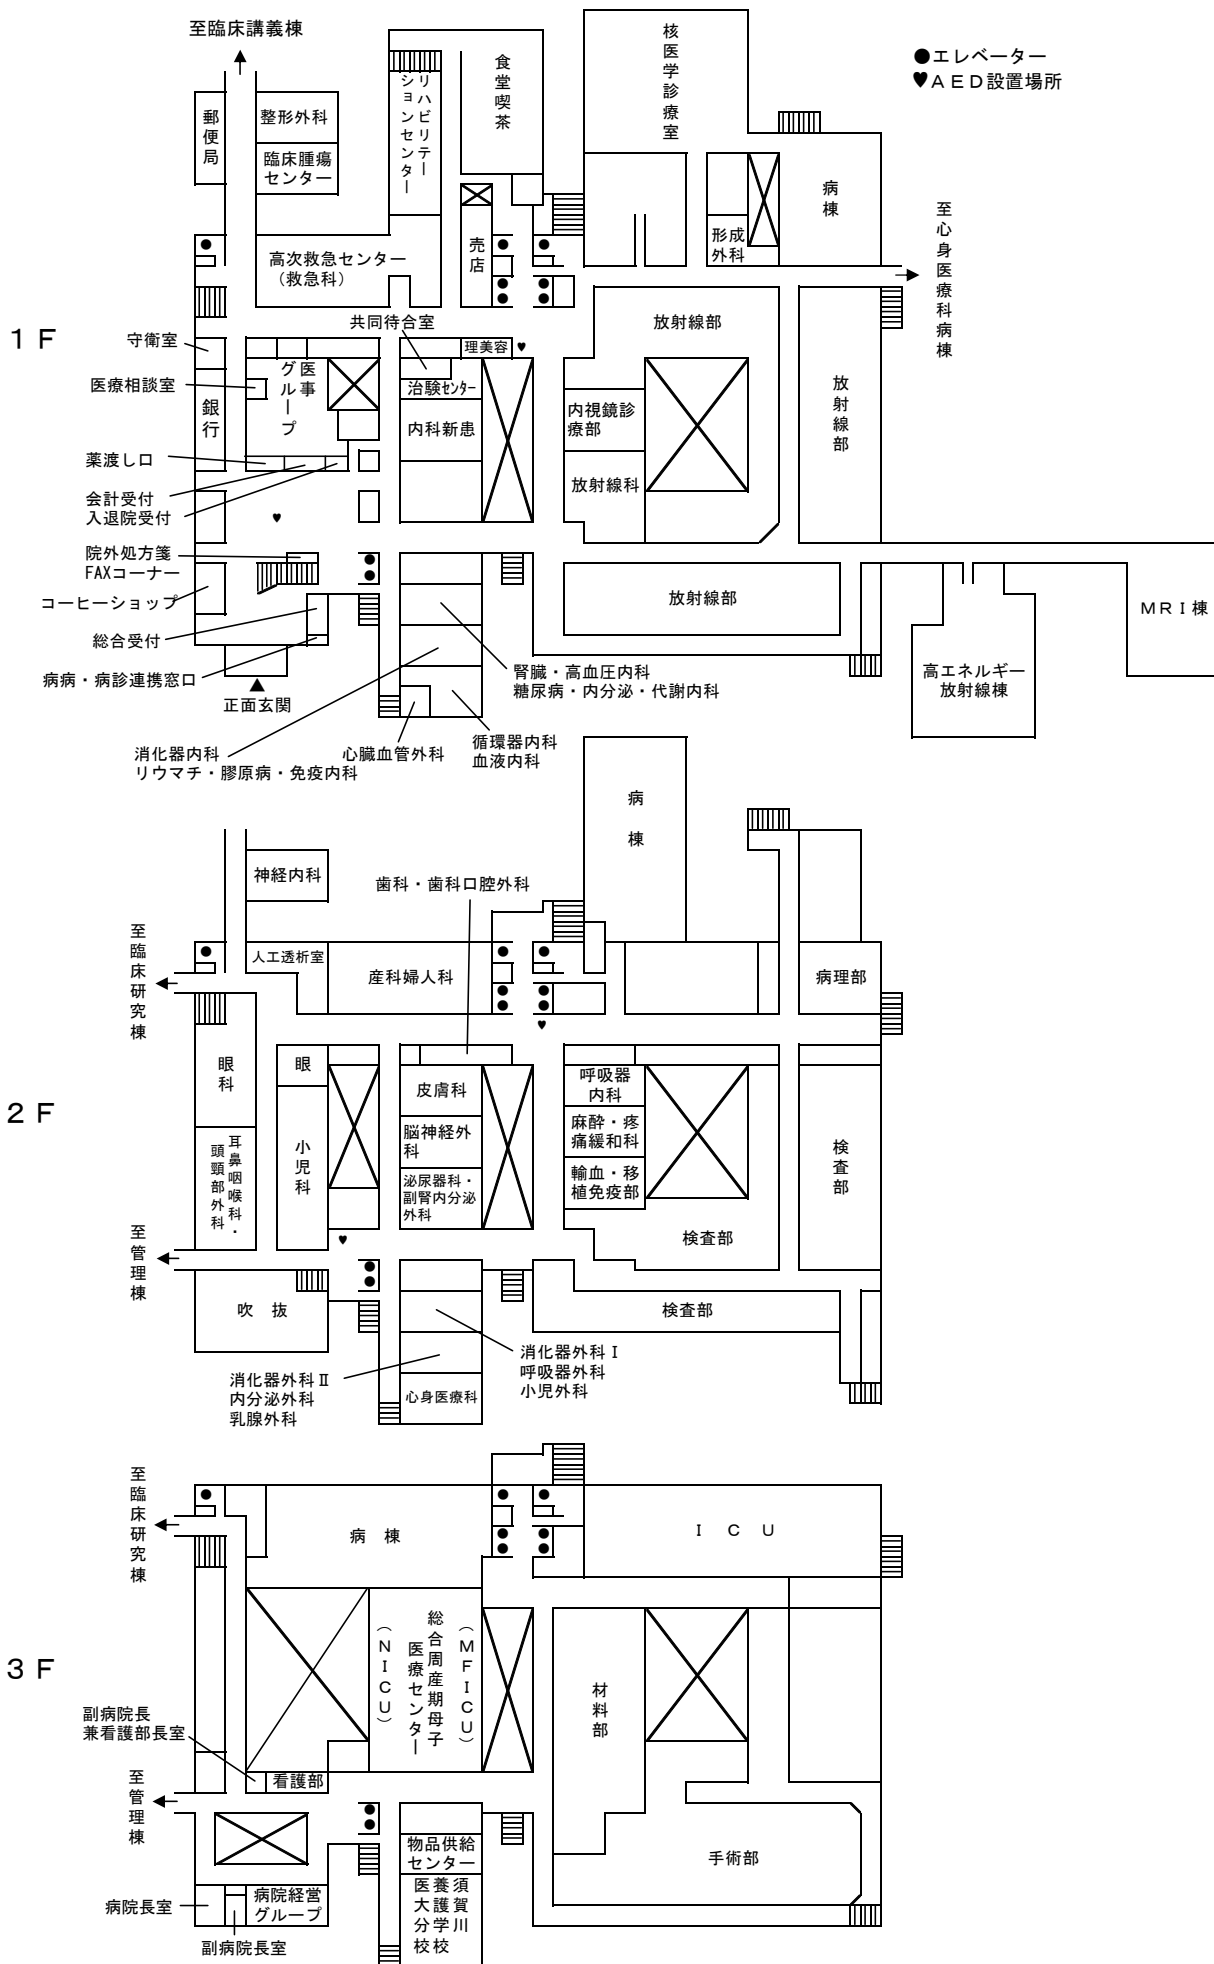 至臨床講義棟
●エレベーター
♥ＡＥＤ設置場所
１Ｆ
郵便局
整形外科
臨床腫瘍
センター
リハビリテー
ションセンター
食堂喫茶
核医学診療室
病棟
至心身医療科病棟
高次救急センター
（救急科）
売店
形成
外科
共同待合室
理美容
放射線部
守衛室
医療相談室
医事
グループ
治験センター
内科新患
内視鏡診
療部
放射線科
放射線部
銀行
薬渡し口
会計受付
入退院受付
院外処方箋
FAXコーナー
コーヒーショップ
総合受付
病病・病診連携窓口
正面玄関
放射線部
ＭＲＩ棟
高エネルギー
放射線棟
腎臓・高血圧内科
糖尿病・内分泌・代謝内科
循環器内科
血液内科
心臓血管外科
消化器内科
リウマチ・膠原病・免疫内科
２Ｆ
病棟
神経内科
歯科・歯科口腔外科
至臨床研究棟
人工透析室
産科婦人科
病理部
眼科
眼
小児科
皮膚科
脳神経外
科
泌尿器科・
副腎内分泌
外科
呼吸器
内科
麻酔・疼
痛緩和科
輸血・移
植免疫部
検査部
耳鼻咽喉科・
頭頸部外科
至管理棟
検査部
吹　抜
検査部
消化器外科Ⅰ
呼吸器外科
小児外科
消化器外科Ⅱ
内分泌外科
乳腺外科
心身医療科
３Ｆ
至臨床研究棟
病　棟
Ｉ　Ｃ　Ｕ
総合周産期母子
医療センター
（ＮＩＣＵ）
（ＭＦＩＣＵ）
材料部
副病院長
兼看護部長室
看護部
至管理棟
物品供給
センター
手術部
病院長室
病院経営
グループ
副病院長室
須賀川
養護学校
医大分校